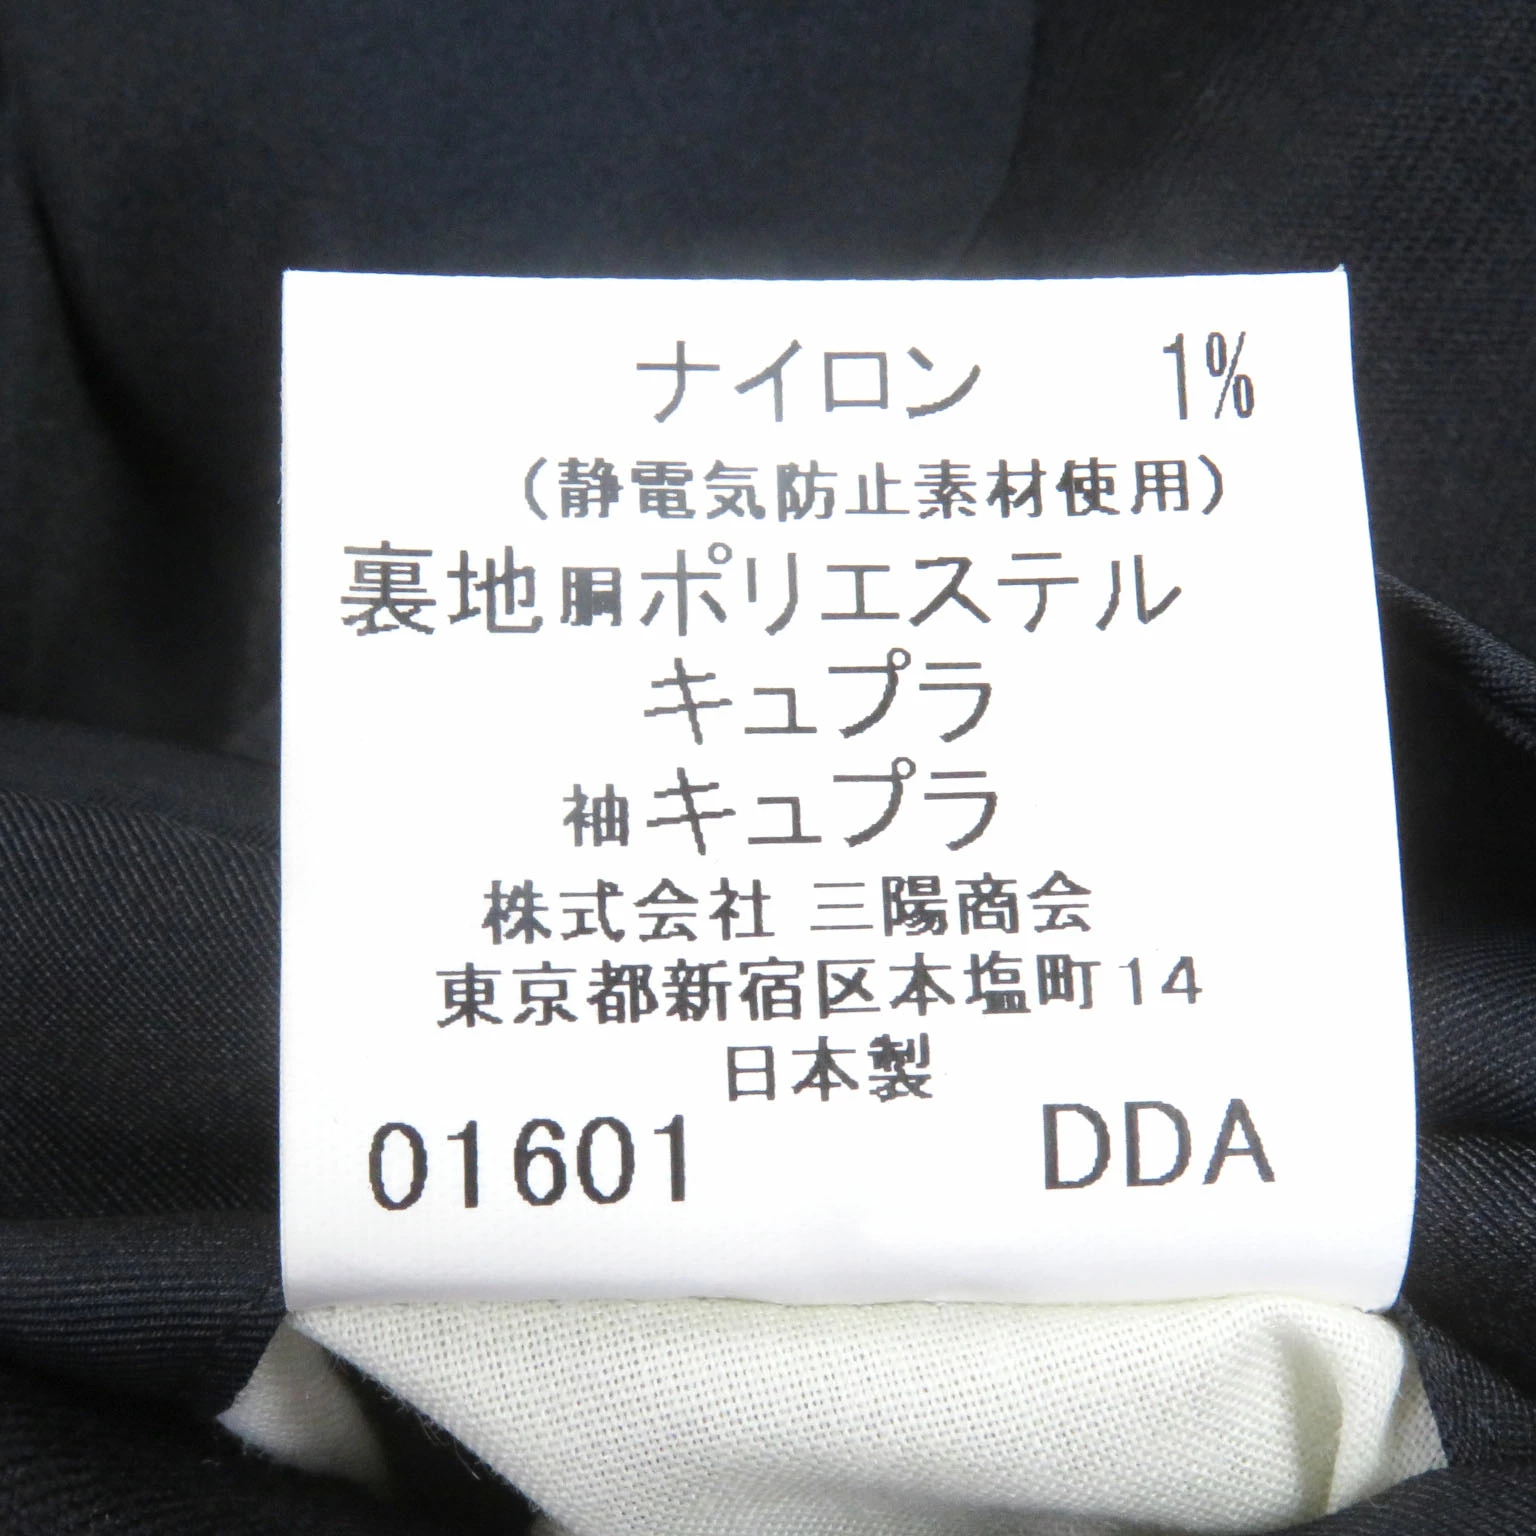 ナイロン 1%
(静電気防止素材使用)
裏地 胴 ポリエステル
キュプラ
袖 キュプラ
株式会社 三陽商会
東京都新宿区本塩町14
日本製
01601 DDA